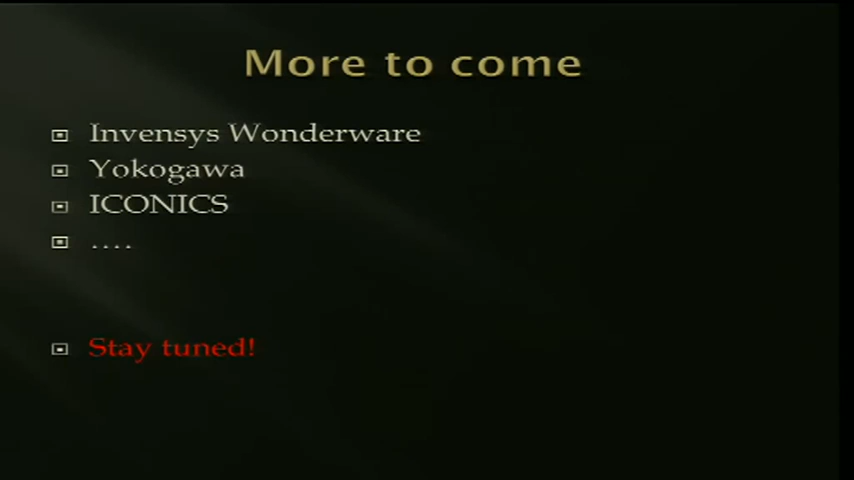 More to come
Invensys Wonderware
Yokogawa
ICONICS
....
Stay tuned!